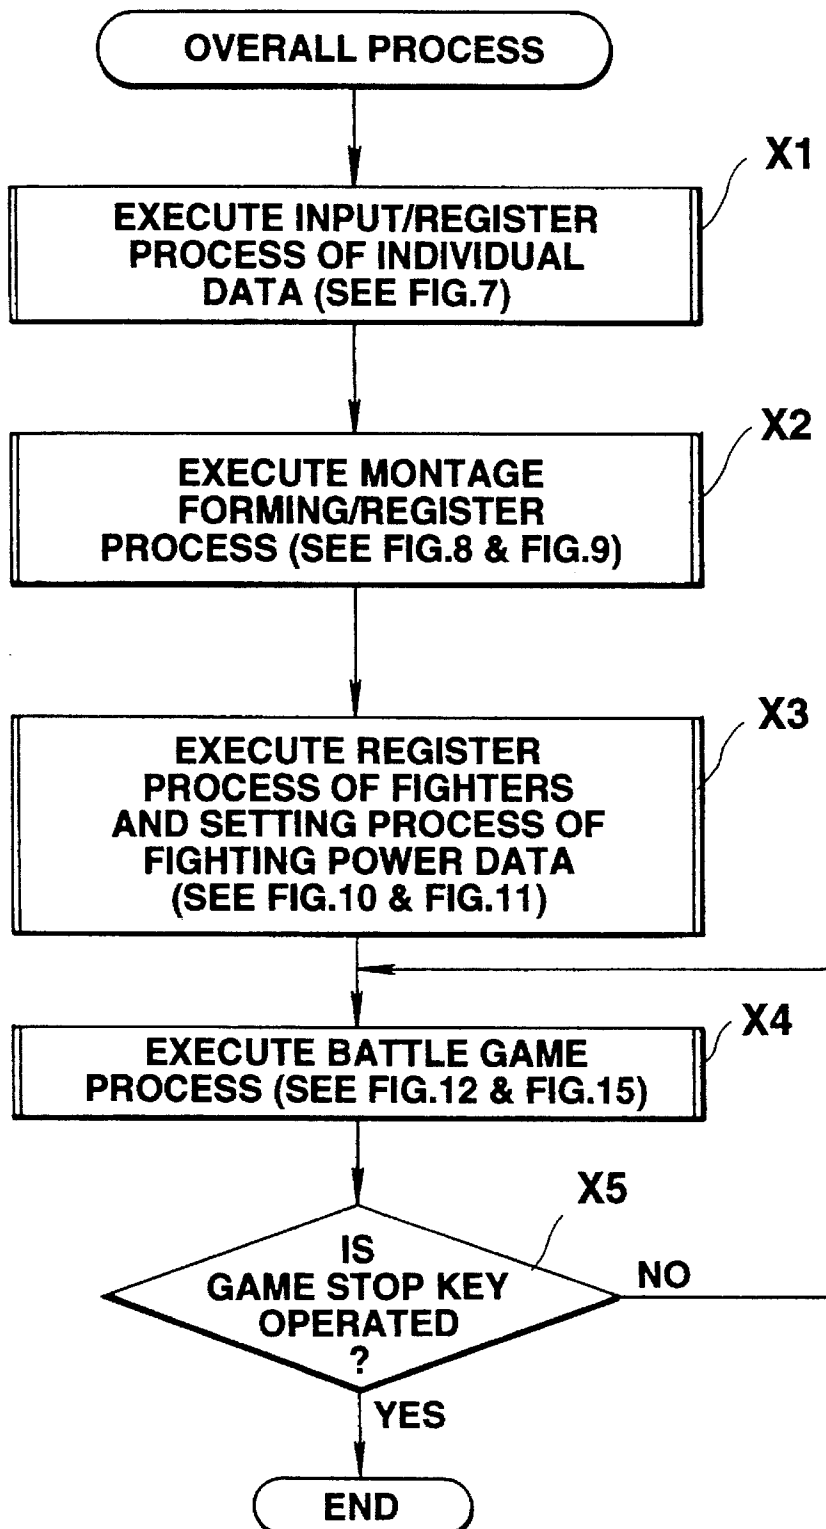 OVERALL PROCESS
X1
EXECUTE INPUT/REGISTER
PROCESS OF INDIVIDUAL
DATA (SEE FIG.7)
X2
EXECUTE MONTAGE
FORMING/REGISTER
PROCESS (SEE FIG.8 & FIG.9)
X3
EXECUTE REGISTER
PROCESS OF FIGHTERS
AND SETTING PROCESS OF
FIGHTING POWER DATA
(SEE FIG.10 & FIG.11)
X4
EXECUTE BATTLE GAME
PROCESS (SEE FIG.12 & FIG.15)
X5
IS
GAME STOP KEY
OPERATED
?
NO
YES
END